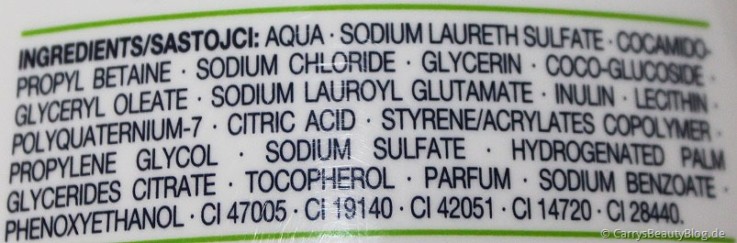 INGREDIENTS/SASTOJCI: AQUA · SODIUM LAURETH SULFATE · COCAMIDO-
PROPYL BETAINE · SODIUM CHLORIDE · GLYCERIN · COCO-GLUCOSIDE ·
GLYCERYL OLEATE · SODIUM LAUROYL GLUTAMATE · INULIN · LECITHIN ·
POLYQUATERNIUM-7 · CITRIC ACID · STYRENE/ACRYLATES COPOLYMER ·
PROPYLENE GLYCOL · SODIUM SULFATE · HYDROGENATED PALM
GLYCERIDES CITRATE · TOCOPHEROL · PARFUM · SODIUM BENZOATE ·
PHENOXYETHANOL · CI 47005 · CI 19140 · CI 42051 · CI 14720 · CI 28440.
© CarrysBeautyBlog.de